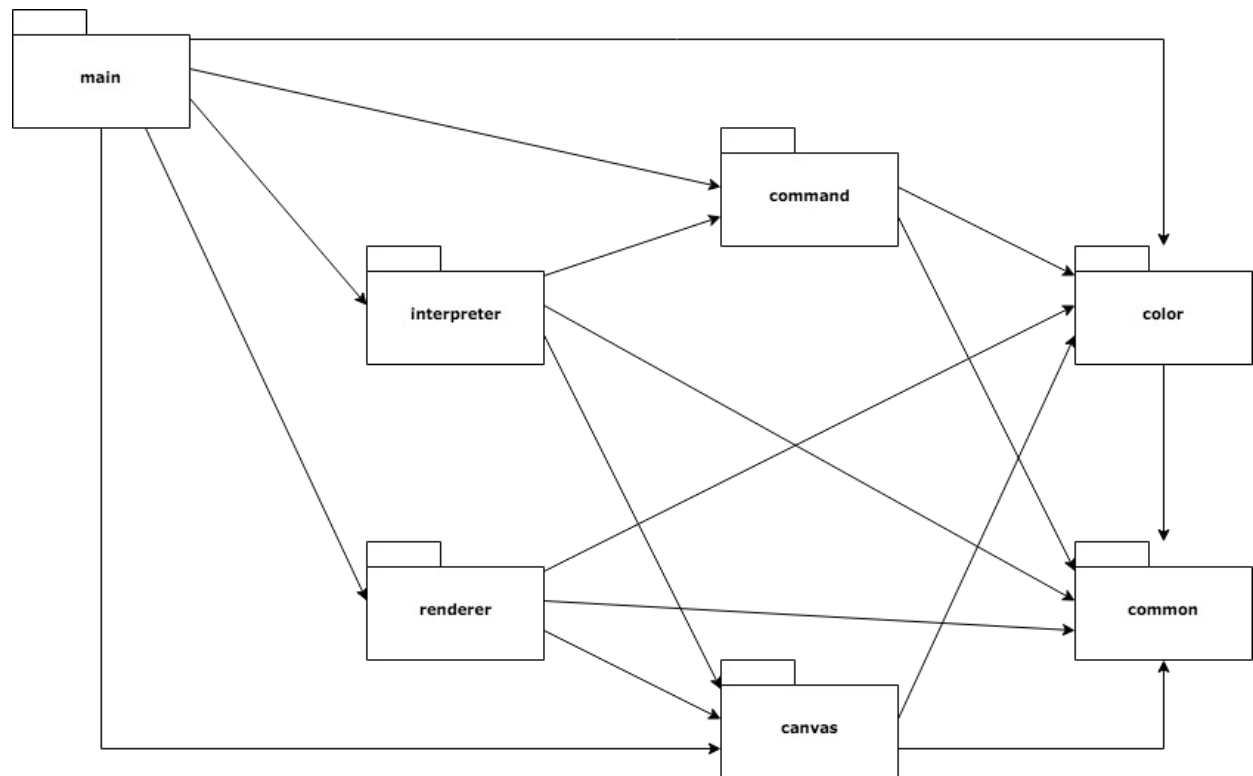 main
command
interpreter
color
renderer
common
canvas